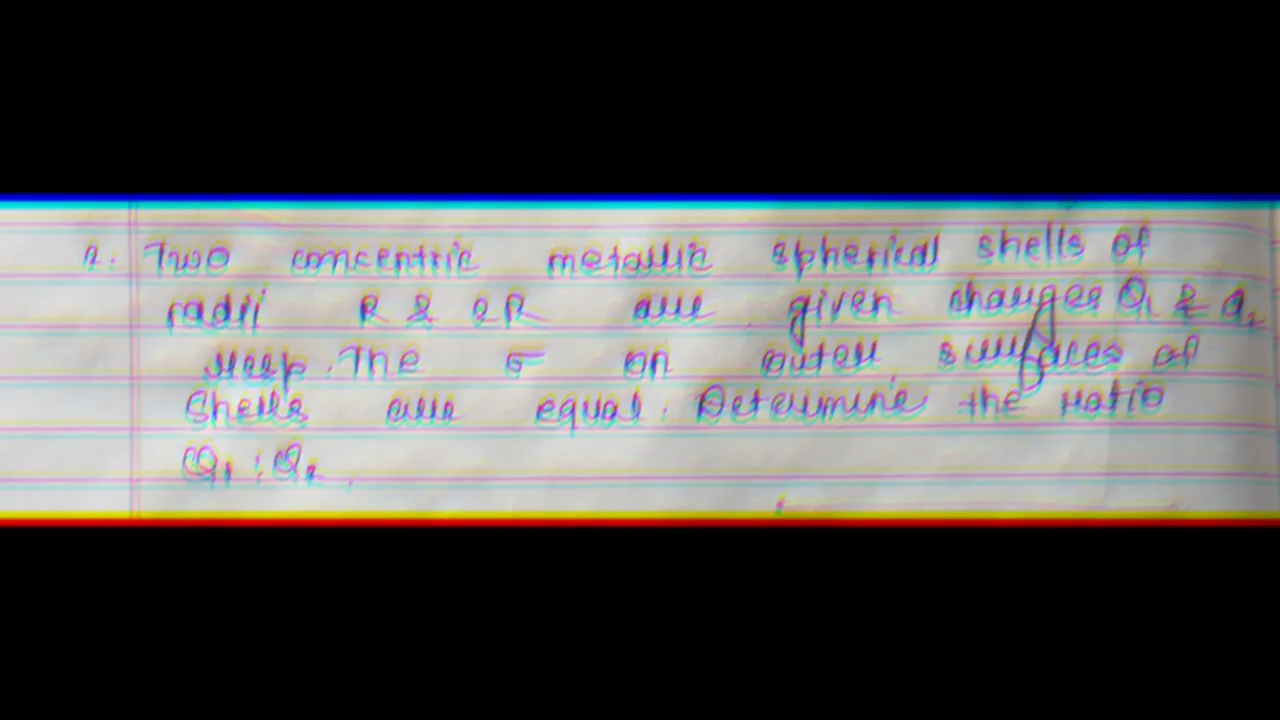 2. Two concentric metallic spherical shells of
radii R & 2R are given charges Q₁ & Q₂
resp. The σ on outer surfaces of
shells are equal. Determine the ratio
Q₁ : Q₂.